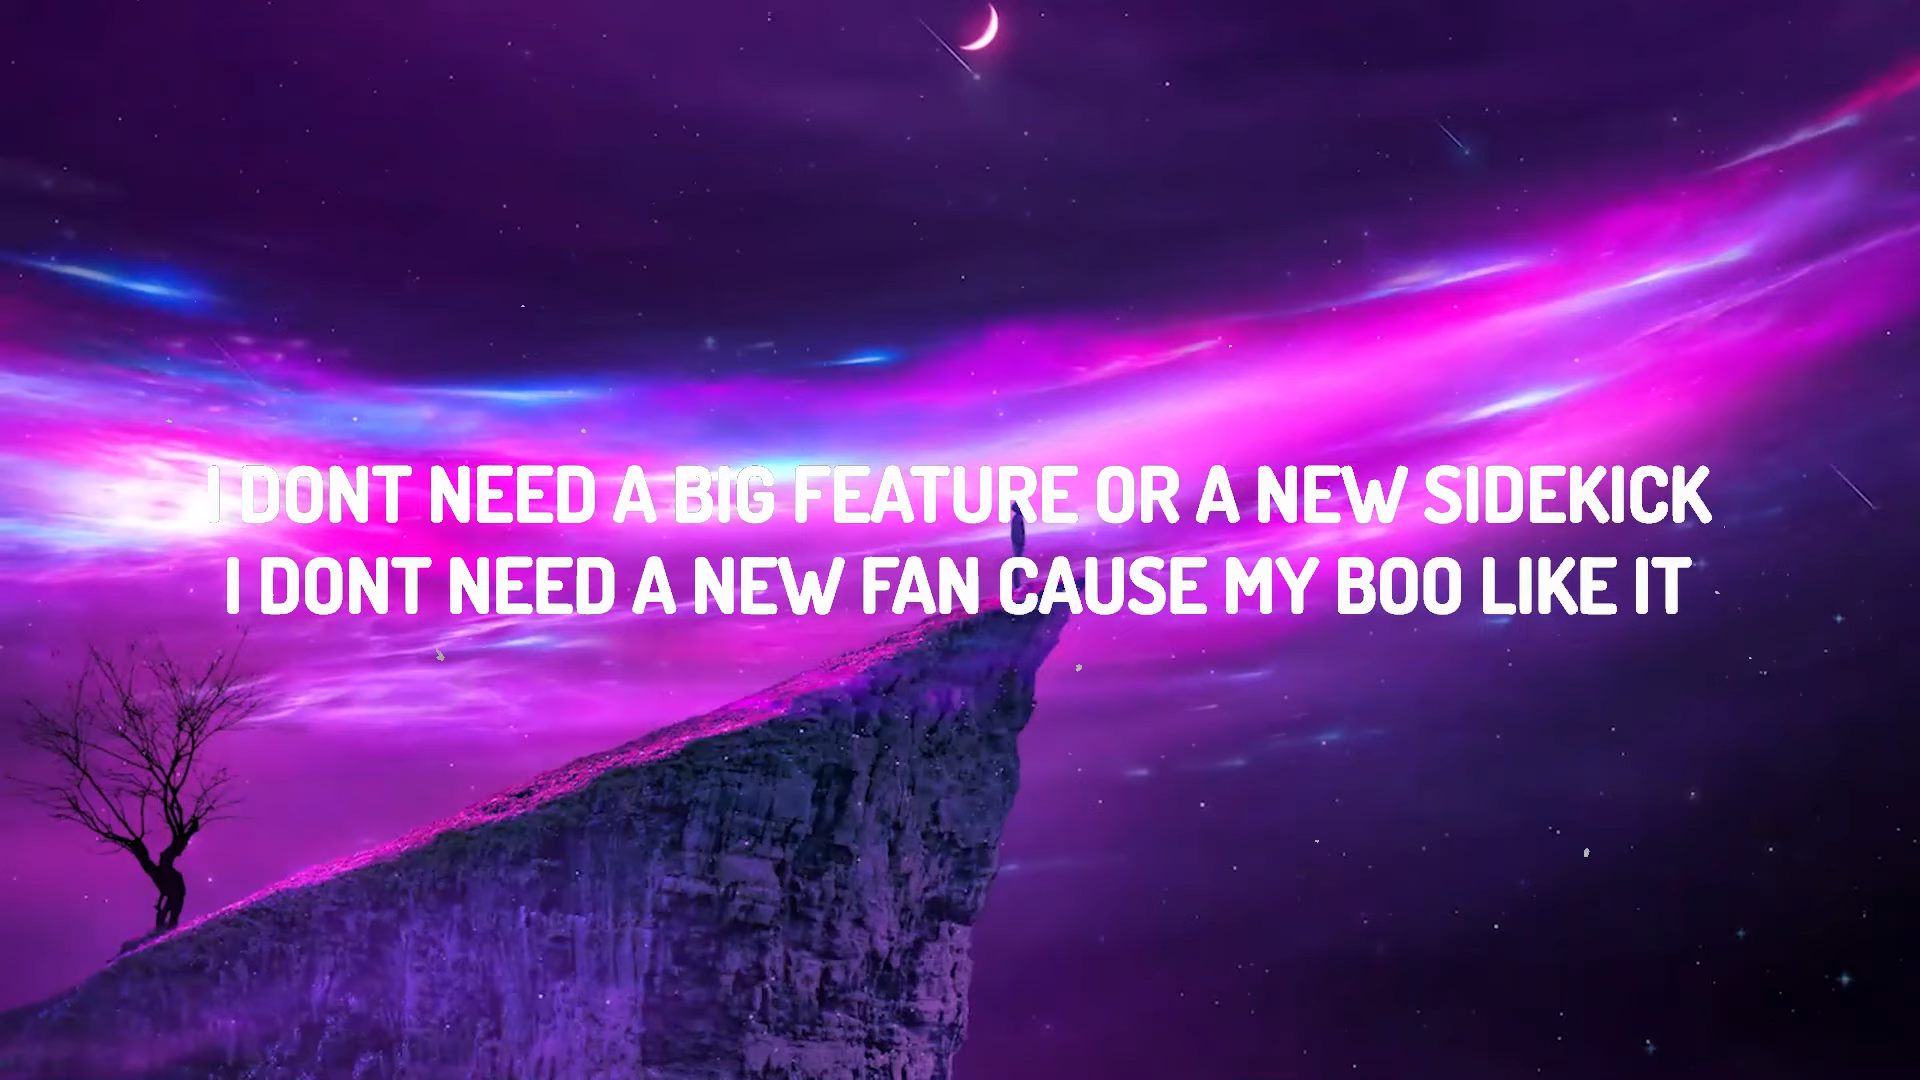 I DONT NEED A BIG FEATURE OR A NEW SIDEKICK
I DONT NEED A NEW FAN CAUSE MY BOO LIKE IT